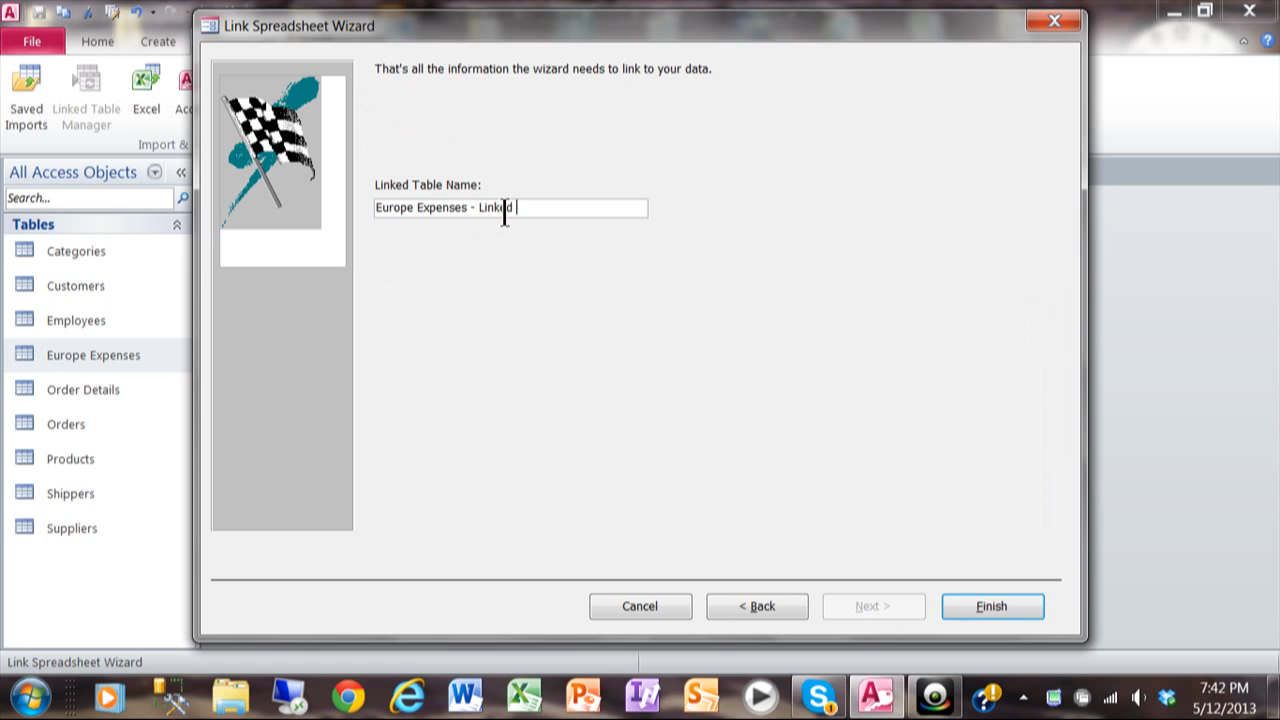 Link Spreadsheet Wizard
File
Home
Create
Saved Imports
Linked Table Manager
Excel
Import &
All Access Objects
Search...
Tables
Categories
Customers
Employees
Europe Expenses
Order Details
Orders
Products
Shippers
Suppliers
That's all the information the wizard needs to link to your data.
Linked Table Name:
Europe Expenses - Linked
Cancel
< Back
Next >
Finish
Link Spreadsheet Wizard
7:42 PM
5/12/2013